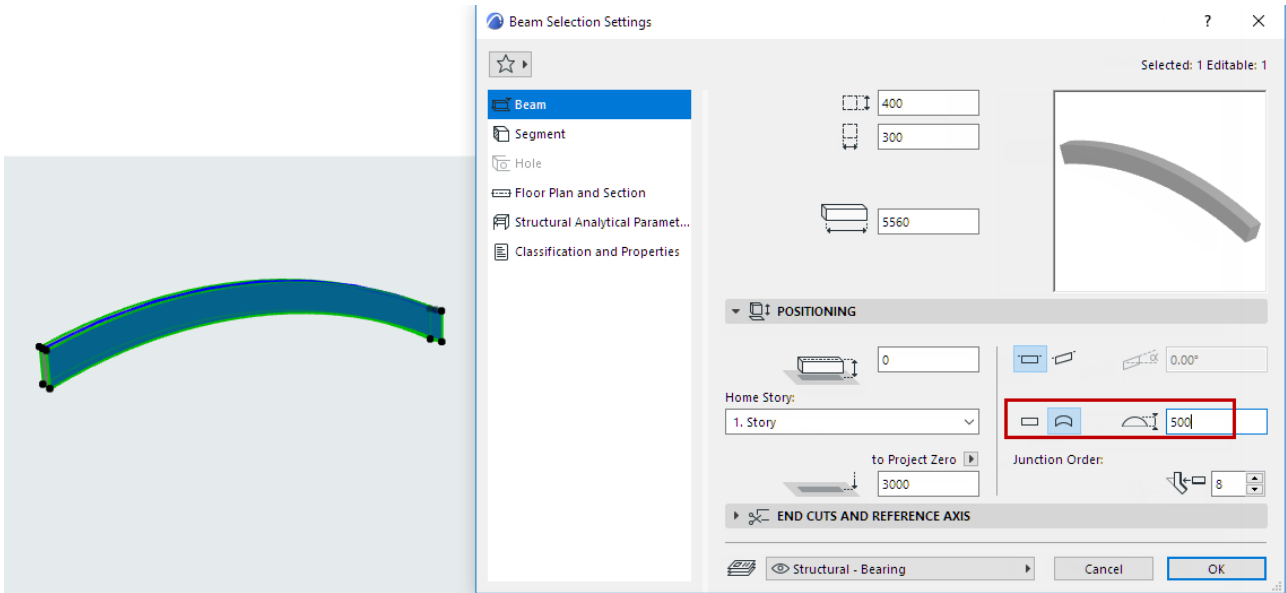 Beam Selection Settings
?
Selected: 1 Editable: 1
Beam
Segment
Hole
Floor Plan and Section
Structural Analytical Paramet...
Classification and Properties
400
300
5560
POSITIONING
0
α 0.00°
Home Story:
1. Story
500
to Project Zero
Junction Order:
3000
8
END CUTS AND REFERENCE AXIS
Structural - Bearing
Cancel
OK